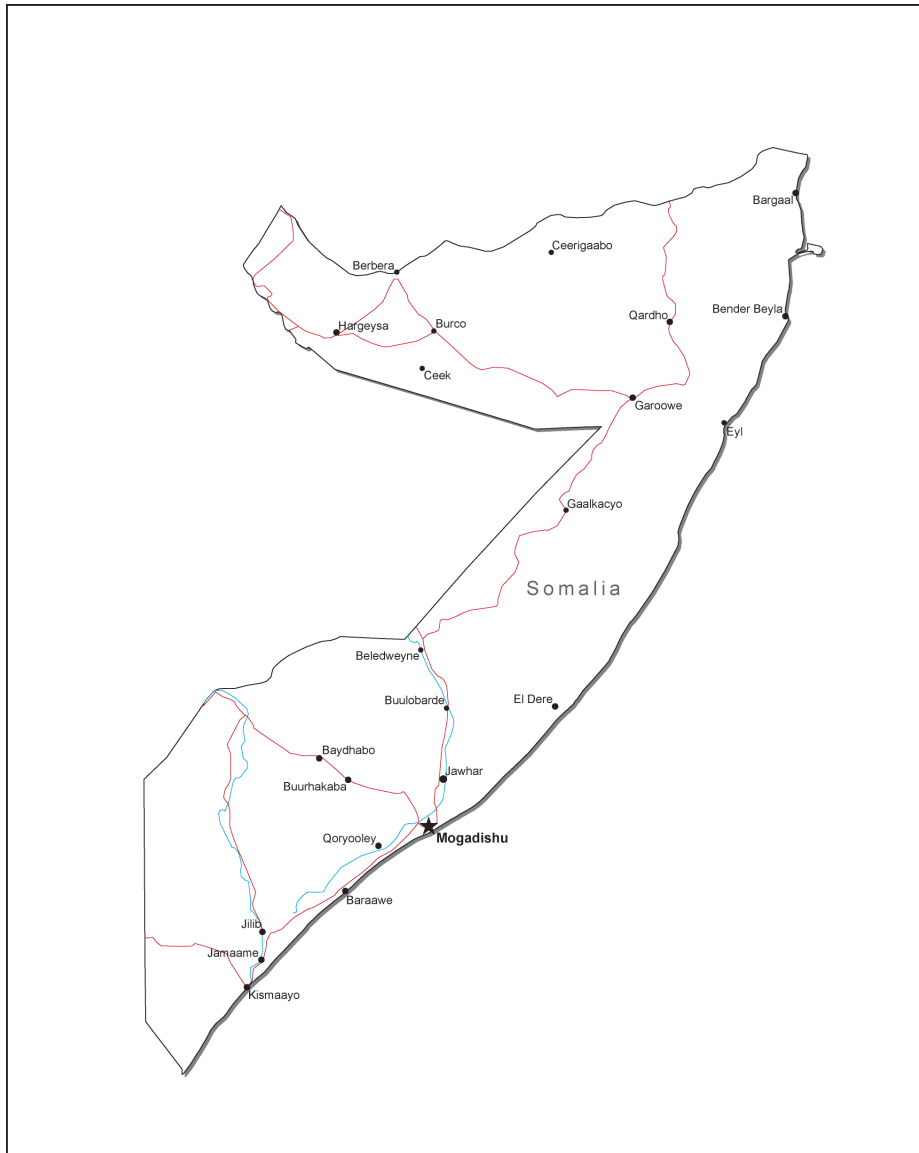 Bargaal
Ceerigaabo
Berbera
Bender Beyla
Qardho
Hargeysa
Burco
Ceek
Garoowe
Eyl
Gaalkacyo
Somalia
Beledweyne
Buulobarde
El Dere
Baydhabo
Jawhar
Buurhakaba
Qoryooley
Mogadishu
Baraawe
Jilib
Jamaame
Kismaayo